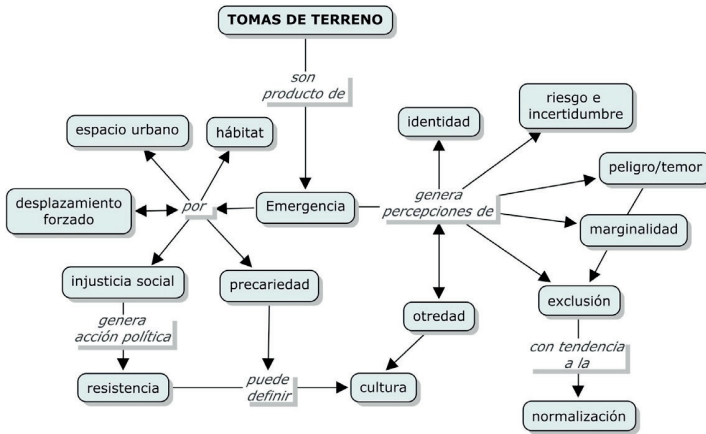 TOMAS DE TERRENO
son
producto de
riesgo e
incertidumbre
espacio urbano
hábitat
identidad
peligro/temor
desplazamiento
forzado
por
Emergencia
genera
percepciones de
marginalidad
injusticia social
precariedad
exclusión
otredad
genera
acción política
con tendencia
a la
resistencia
puede
definir
cultura
normalización